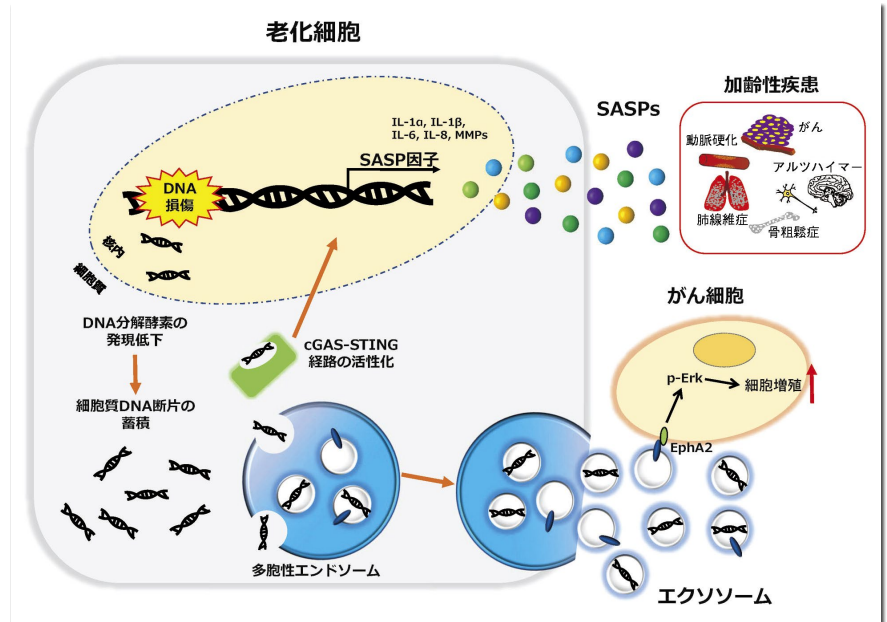 老化細胞
加齢性疾患
SASPs
IL-1α, IL-1β,
IL-6, IL-8, MMPs
SASP因子
DNA
損傷
がん
動脈硬化
アルツハイマー
肺線維症
骨粗鬆症
核内
細胞質
DNA分解酵素の
発現低下
cGAS-STING
経路の活性化
細胞質DNA断片の
蓄積
がん細胞
p-Erk
細胞増殖
EphA2
多胞性エンドソーム
エクソソーム